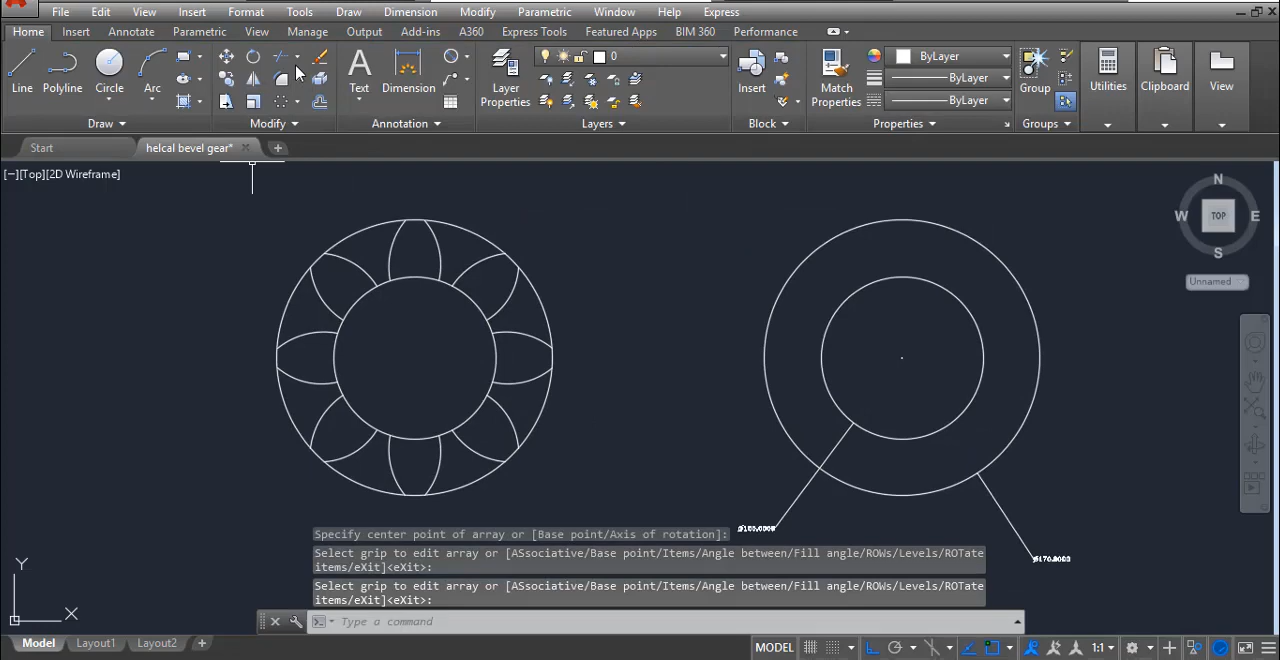 File Edit View Insert Format Tools Draw Dimension Modify Parametric Window Help Express
Home Insert Annotate Parametric View Manage Output Add-ins A360 Express Tools Featured Apps BIM 360 Performance
0
ByLayer
ByLayer
ByLayer
Line Polyline Circle Arc Text Dimension Layer Properties Insert Match Properties Group Utilities Clipboard View
Draw Modify Annotation Layers Block Properties Groups
Start helcal bevel gear* +
[−][Top][2D Wireframe]
N
W TOP E
S
Unnamed
Specify center point of array or [Base point/Axis of rotation]:
Select grip to edit array or [ASsociative/Base point/Items/Angle between/Fill angle/ROWs/Levels/ROTate
items/eXit]<eXit>:
Select grip to edit array or [ASsociative/Base point/Items/Angle between/Fill angle/ROWs/Levels/ROTate
items/eXit]<eXit>:
Y
X
Type a command
Model Layout1 Layout2 + MODEL 1:1